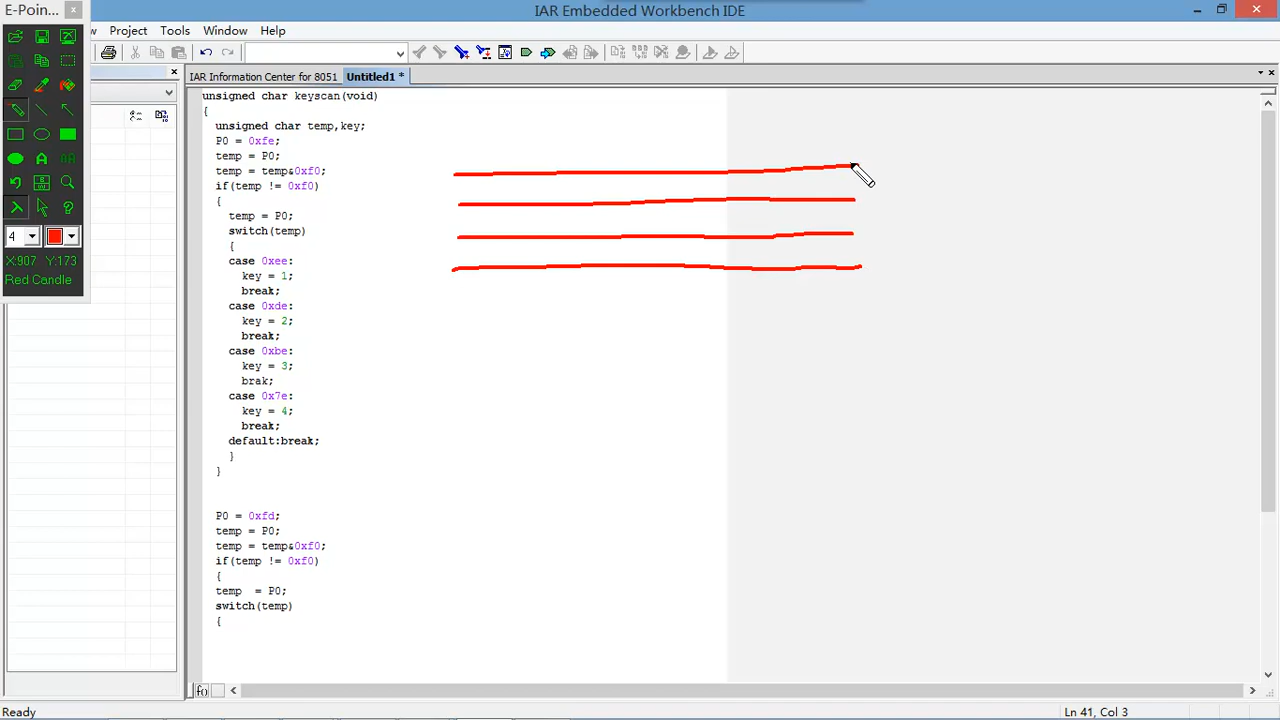 E-Poin... x
IAR Embedded Workbench IDE
Project Tools Window Help
IAR Information Center for 8051 Untitled1 *
unsigned char keyscan(void)
{
unsigned char temp,key;
P0 = 0xfe;
temp = P0;
temp = temp&0xf0;
if(temp != 0xf0)
{
temp = P0;
switch(temp)
{
case 0xee:
key = 1;
break;
case 0xde:
key = 2;
break;
case 0xbe:
key = 3;
brak;
case 0x7e:
key = 4;
break;
default:break;
}
}
P0 = 0xfd;
temp = P0;
temp = temp&0xf0;
if(temp != 0xf0)
{
temp  = P0;
switch(temp)
{
4
X:907 Y:173
Red Candle
f()
Ready
Ln 41, Col 3